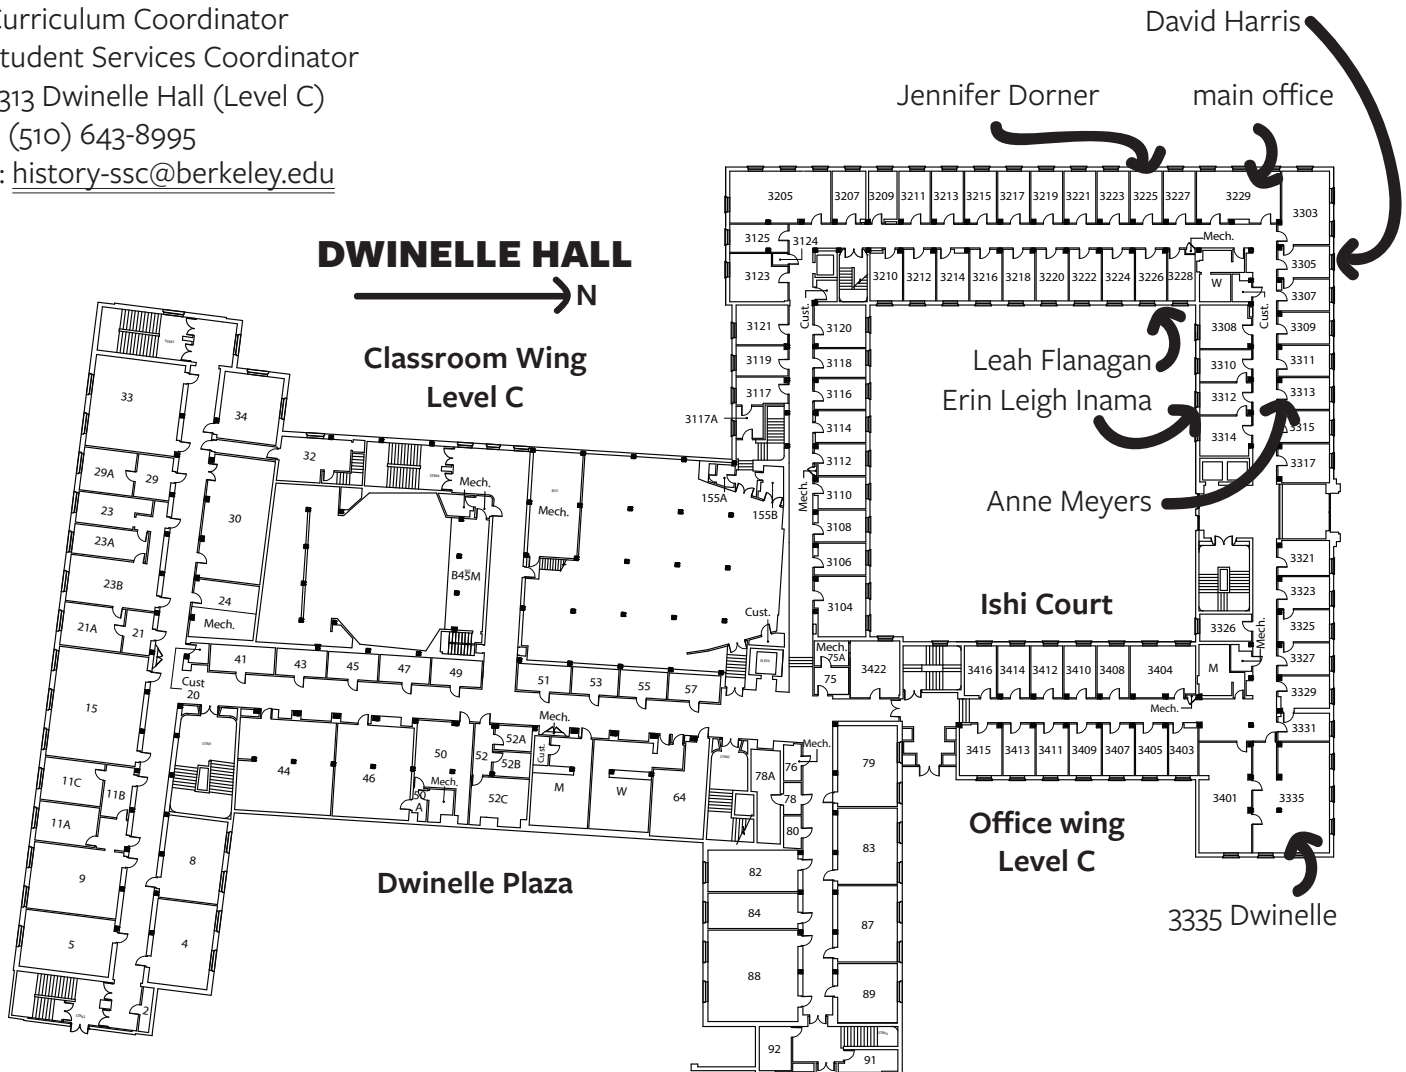 urriculum Coordinator
tudent Services Coordinator
313 Dwinelle Hall (Level C)
(510) 643-8995
: history-ssc@berkeley.edu
David Harris
Jennifer Dorner
main office
DWINELLE HALL
N
Classroom Wing
Level C
3205 3207 3209 3211 3213 3215 3217 3219 3221 3223 3225 3227 3229
3303
3125 3124
Mech.
3305
3123
3210 3212 3214 3216 3218 3220 3222 3224 3226 3228
W
3307
Cust.
Cust.
3121 3120
3308 3309
3119 3118
3310 3311
3117 3116
3312 3313
3117A 3114
3314 3315
3112
3317
Mech.
3110
3108
3106
3104
Leah Flanagan
Erin Leigh Inama
Anne Meyers
Ishi Court
3321
3323
3325
3326
Mech.
3327
M
3329
3331
33
34
32
29A 29
23
30
23A
23B
24
Mech.
21A 21
Mech.
B45M
Mech.
155A
155B
Cust.
41 43 45 47 49
51 53 55 57
Mech.
75A
75
3422
3416 3414 3412 3410 3408 3404
Mech.
Cust
20
15
Mech.
3415 3413 3411 3409 3407 3405 3403
3401 3335
44 46 50
Mech.
50
A
52 52A
52B
52C
Cust.
M W 64
78A
76
Mech.
78
80
79
11C 11B
11A
8
9
5
4
2
82
83
84
87
88
89
92
91
Office wing
Level C
Dwinelle Plaza
3335 Dwinelle